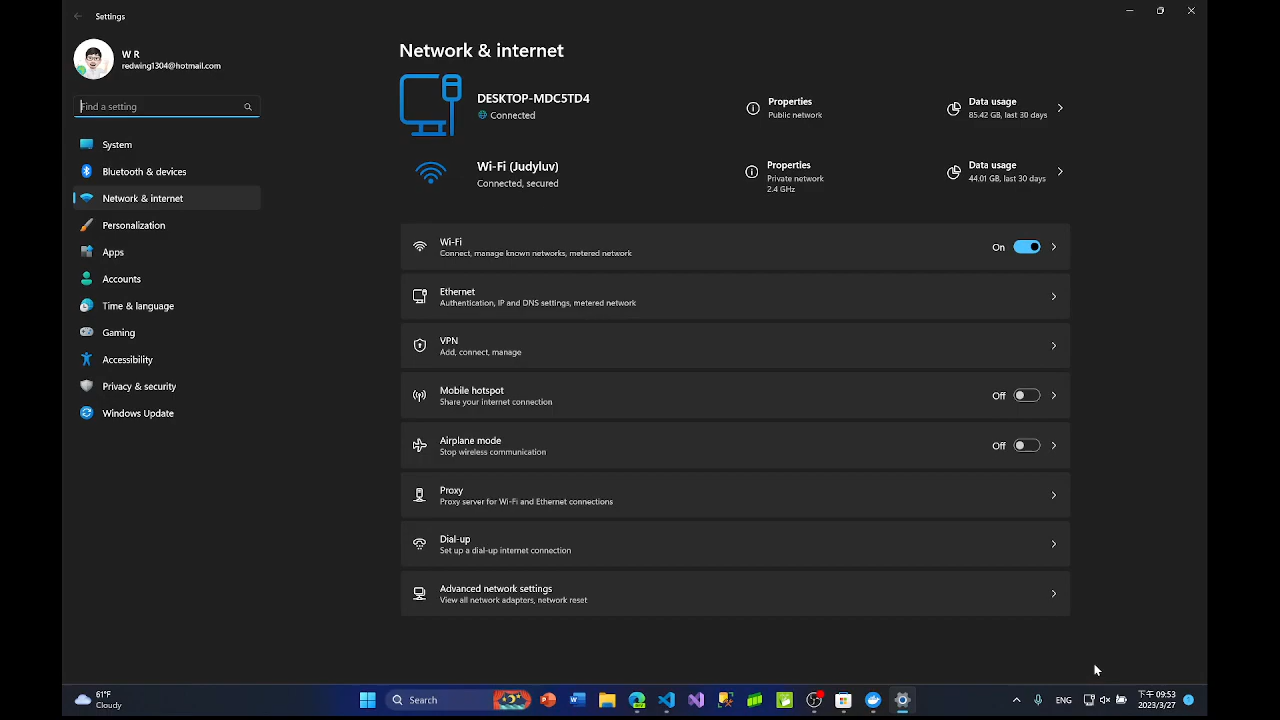 Settings
W R
redwing1304@hotmail.com
Find a setting
System
Bluetooth & devices
Network & internet
Personalization
Apps
Accounts
Time & language
Gaming
Accessibility
Privacy & security
Windows Update
Network & internet
DESKTOP-MDC5TD4
Connected
Properties
Public network
Data usage
85.42 GB, last 30 days
Wi-Fi (Judyluv)
Connected, secured
Properties
Private network
2.4 GHz
Data usage
44.01 GB, last 30 days
Wi-Fi
Connect, manage known networks, metered network
On
Ethernet
Authentication, IP and DNS settings, metered network
VPN
Add, connect, manage
Mobile hotspot
Share your internet connection
Off
Airplane mode
Stop wireless communication
Off
Proxy
Proxy server for Wi-Fi and Ethernet connections
Dial-up
Set up a dial-up internet connection
Advanced network settings
View all network adapters, network reset
61°F
Cloudy
Search
ENG
下午 09:53
2023/3/27